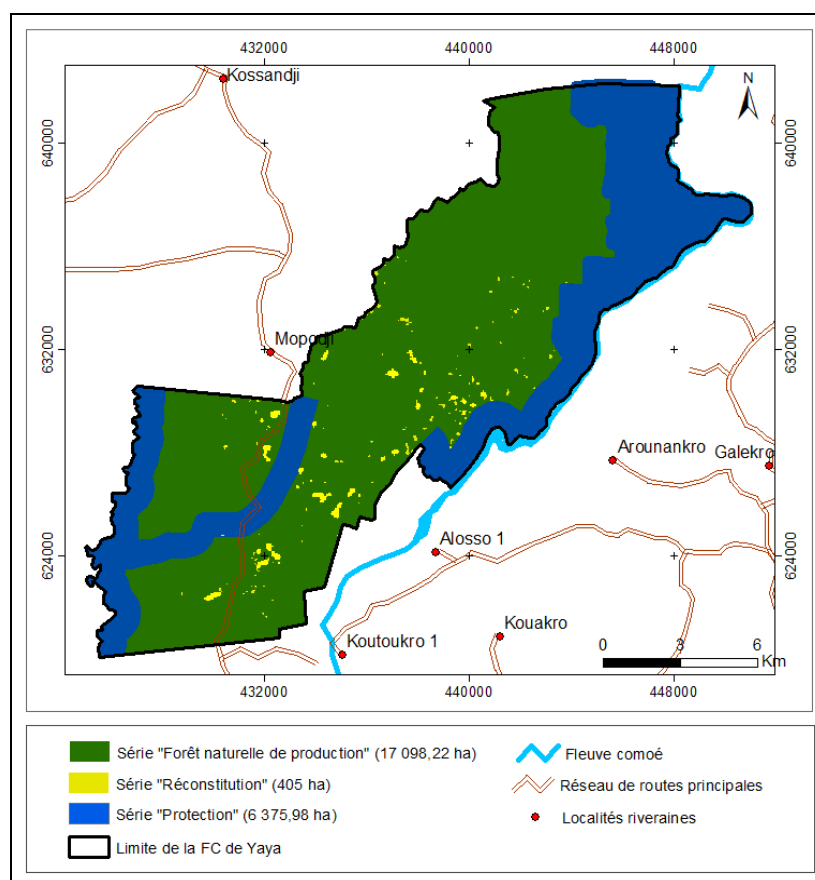 432000 440000 448000
Kossandji
N
640000 640000
Mopodji
632000 632000
Arounankro
Galekro
Alosso 1
624000 624000
Kouakro
Koutoukro 1
0 3 6
Km
432000 440000 448000
Série "Forêt naturelle de production" (17 098,22 ha)
Série "Réconstitution" (405 ha)
Série "Protection" (6 375,98 ha)
Limite de la FC de Yaya
Fleuve comoé
Réseau de routes principales
Localités riveraines